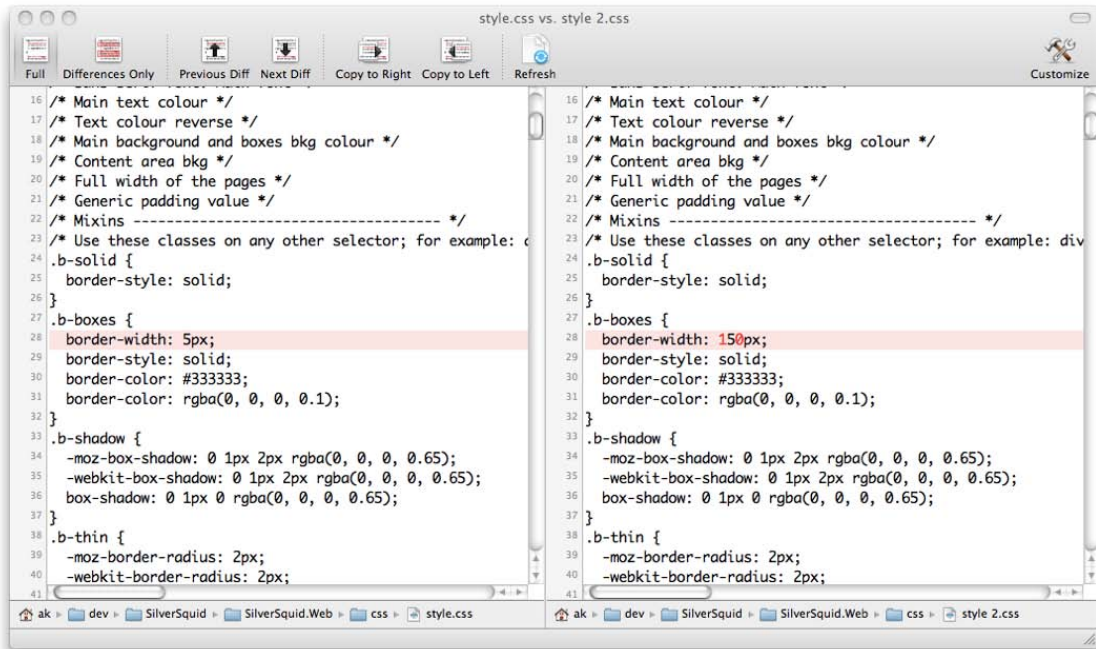 style.css vs. style 2.css
Full Differences Only Previous Diff Next Diff Copy to Right Copy to Left Refresh Customize
16 /* Main text colour */
17 /* Text colour reverse */
18 /* Main background and boxes bkg colour */
19 /* Content area bkg */
20 /* Full width of the pages */
21 /* Generic padding value */
22 /* Mixins ------------------------------------- */
23 /* Use these classes on any other selector; for example:
24 .b-solid {
25 border-style: solid;
26 }
27 .b-boxes {
28 border-width: 5px;
29 border-style: solid;
30 border-color: #333333;
31 border-color: rgba(0, 0, 0, 0.1);
32 }
33 .b-shadow {
34 -moz-box-shadow: 0 1px 2px rgba(0, 0, 0, 0.65);
35 -webkit-box-shadow: 0 1px 2px rgba(0, 0, 0, 0.65);
36 box-shadow: 0 1px 0 rgba(0, 0, 0, 0.65);
37 }
38 .b-thin {
39 -moz-border-radius: 2px;
40 -webkit-border-radius: 2px;
41
ak dev SilverSquid SilverSquid.Web css style.css
16 /* Main text colour */
17 /* Text colour reverse */
18 /* Main background and boxes bkg colour */
19 /* Content area bkg */
20 /* Full width of the pages */
21 /* Generic padding value */
22 /* Mixins ------------------------------------- */
23 /* Use these classes on any other selector; for example: div
24 .b-solid {
25 border-style: solid;
26 }
27 .b-boxes {
28 border-width: 150px;
29 border-style: solid;
30 border-color: #333333;
31 border-color: rgba(0, 0, 0, 0.1);
32 }
33 .b-shadow {
34 -moz-box-shadow: 0 1px 2px rgba(0, 0, 0, 0.65);
35 -webkit-box-shadow: 0 1px 2px rgba(0, 0, 0, 0.65);
36 box-shadow: 0 1px 0 rgba(0, 0, 0, 0.65);
37 }
38 .b-thin {
39 -moz-border-radius: 2px;
40 -webkit-border-radius: 2px;
41
ak dev SilverSquid SilverSquid.Web css style 2.css